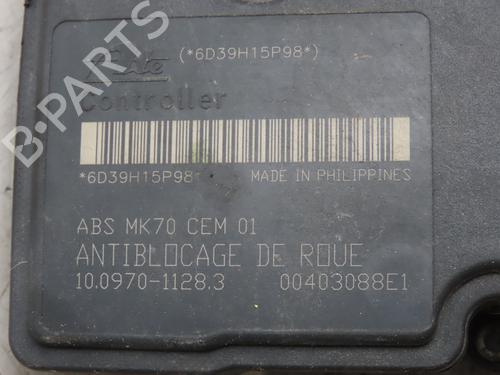 (*6D39H15P98*)
Ate
Controller
*6D39H15P98* MADE IN PHILIPPINES
ABS MK70 CEM 01
ANTIBLOCAGE DE ROUE
10.0970-1128.3 00403088E1
B-PARTS